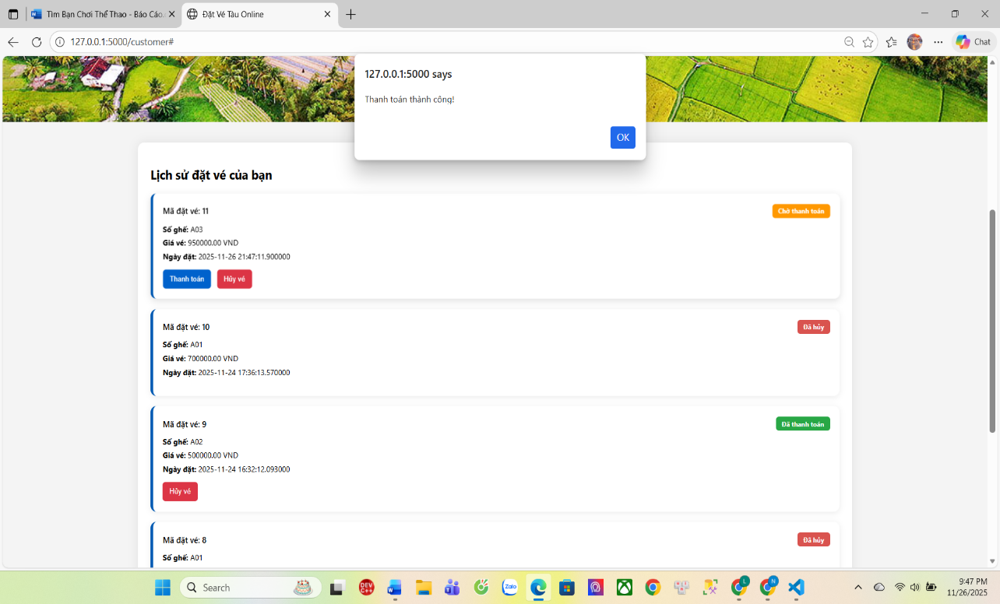 Tìm Bạn Chơi Thể Thao - Báo Cáo.
Đặt Vé Tàu Online
127.0.0.1:5000/customer#
Chat
127.0.0.1:5000 says
Thanh toán thành công!
OK
Lịch sử đặt vé của bạn
Mã đặt vé: 11
Chờ thanh toán
Số ghế: A03
Giá vé: 950000.00 VND
Ngày đặt: 2025-11-26 21:47:11.900000
Thanh toán
Hủy vé
Mã đặt vé: 10
Đã hủy
Số ghế: A01
Giá vé: 700000.00 VND
Ngày đặt: 2025-11-24 17:36:13.570000
Mã đặt vé: 9
Đã thanh toán
Số ghế: A02
Giá vé: 500000.00 VND
Ngày đặt: 2025-11-24 16:32:12.093000
Hủy vé
Mã đặt vé: 8
Đã hủy
Số ghế: A01
Search
DEV C++
Zalo
L
N
9:47 PM
11/26/2025